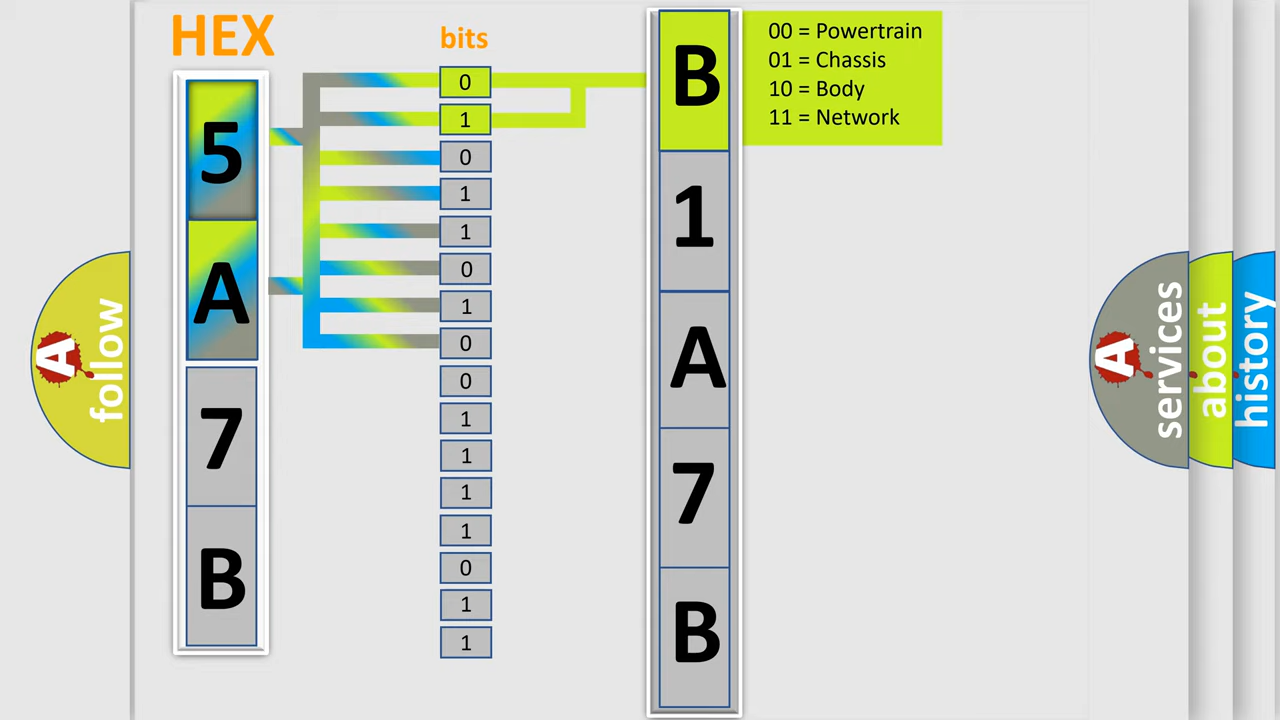 HEX
bits
5
A
7
B
0
1
0
1
1
0
1
0
0
1
1
1
1
0
1
1
B
1
A
7
B
00 = Powertrain
01 = Chassis
10 = Body
11 = Network
A
follow
A
services
about
history